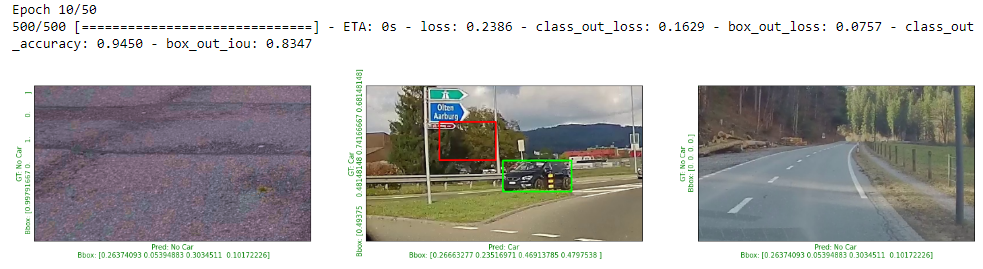 Epoch 10/50
500/500 [==============================] - ETA: 0s - loss: 0.2386 - class_out_loss: 0.1629 - box_out_loss: 0.0757 - class_out
_accuracy: 0.9450 - box_out_iou: 0.8347
GT: No Car
Bbox: [0.99791667 0. 1. 0. 1. ]
Pred: No Car
Bbox: [0.26374093 0.05394883 0.3034511 0.10172226]
GT: Car
Bbox: [0.49375 0.48148148 0.74166667 0.68148148]
Olten
Aarburg
Pred: Car
Bbox: [0.26663277 0.23516971 0.46913785 0.4797538 ]
GT: No Car
Bbox: [0. 0. 0. 0.]
Pred: No Car
Bbox: [0.26374093 0.05394883 0.3034511 0.10172226]